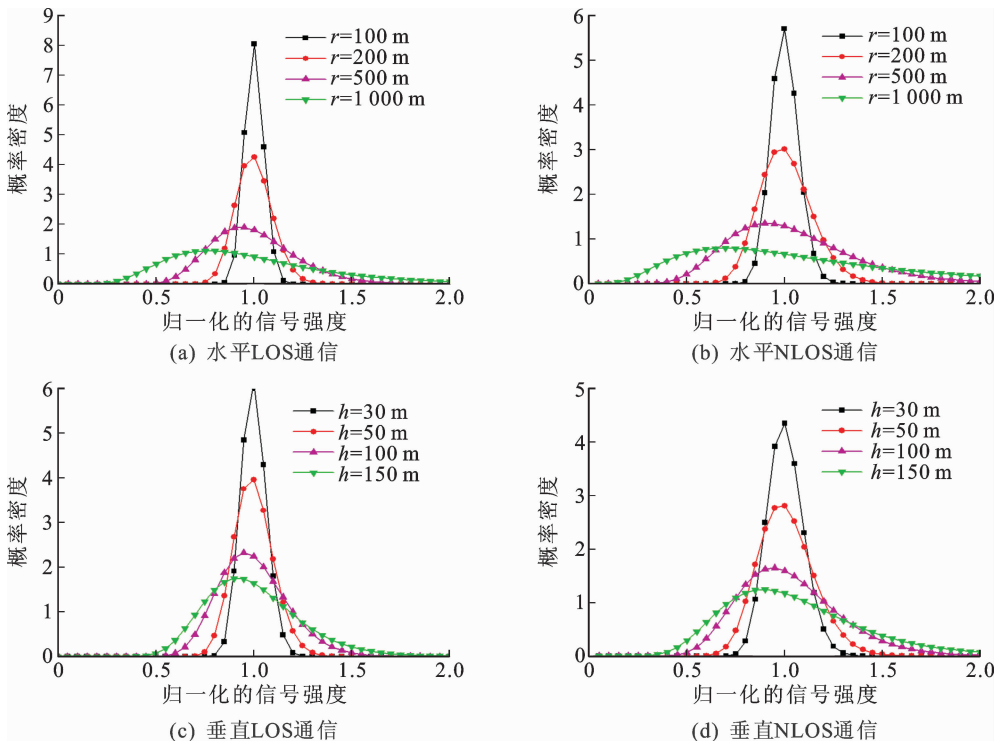 9
8
7
6
5
4
3
2
1
0
概率密度
r=100 m
r=200 m
r=500 m
r=1 000 m
0
0.5
1.0
1.5
2.0
归一化的信号强度
(a) 水平LOS通信
6
5
4
3
2
1
0
概率密度
r=100 m
r=200 m
r=500 m
r=1 000 m
0
0.5
1.0
1.5
2.0
归一化的信号强度
(b) 水平NLOS通信
6
5
4
3
2
1
0
概率密度
h=30 m
h=50 m
h=100 m
h=150 m
0
0.5
1.0
1.5
2.0
归一化的信号强度
(c) 垂直LOS通信
5
4
3
2
1
0
概率密度
h=30 m
h=50 m
h=100 m
h=150 m
0
0.5
1.0
1.5
2.0
归一化的信号强度
(d) 垂直NLOS通信